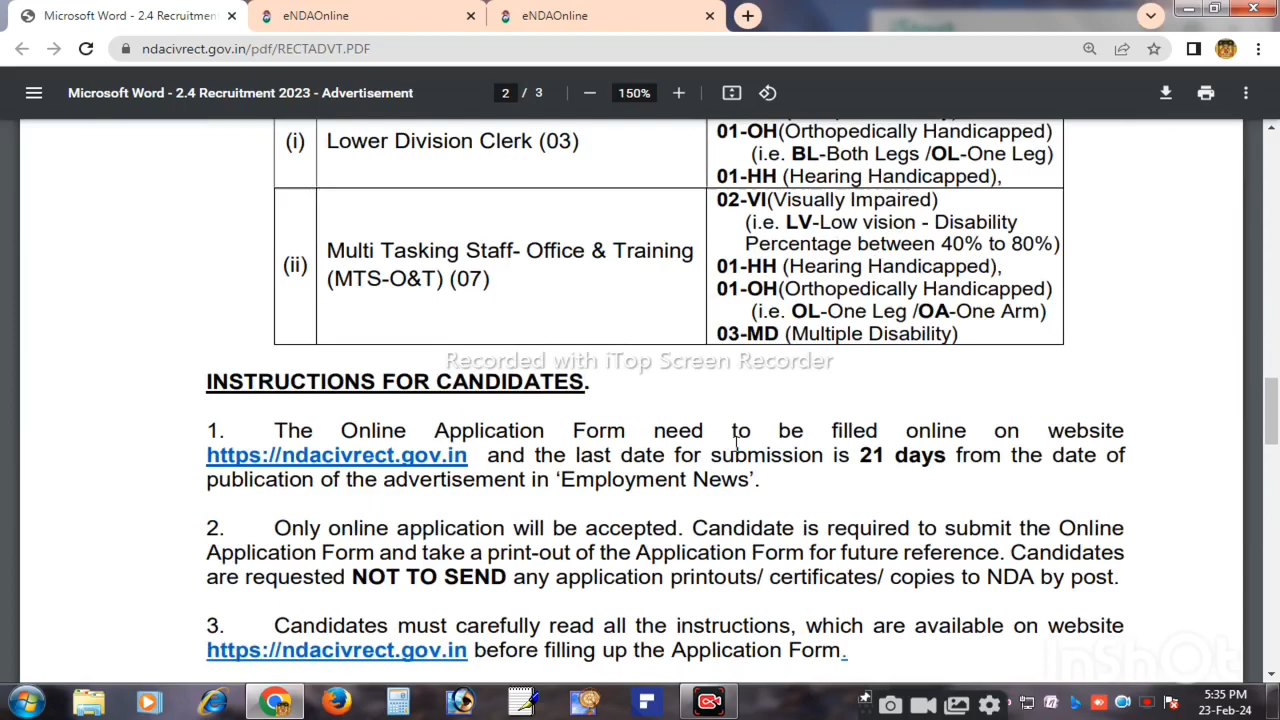 Microsoft Word - 2.4 Recruitment
eNDAOnline
eNDAOnline
ndacivrect.gov.in/pdf/RECTADVT.PDF
Microsoft Word - 2.4 Recruitment 2023 - Advertisement
2 / 3
150%
(i)
Lower Division Clerk (03)
01-OH(Orthopedically Handicapped)
(i.e. BL-Both Legs /OL-One Leg)
01-HH (Hearing Handicapped),
(ii)
Multi Tasking Staff- Office & Training
(MTS-O&T) (07)
02-VI(Visually Impaired)
(i.e. LV-Low vision - Disability
Percentage between 40% to 80%)
01-HH (Hearing Handicapped),
01-OH(Orthopedically Handicapped)
(i.e. OL-One Leg /OA-One Arm)
03-MD (Multiple Disability)
Recorded with iTop Screen Recorder
INSTRUCTIONS FOR CANDIDATES.
1. The Online Application Form need to be filled online on website
https://ndacivrect.gov.in and the last date for submission is 21 days from the date of
publication of the advertisement in ‘Employment News’.
2. Only online application will be accepted. Candidate is required to submit the Online
Application Form and take a print-out of the Application Form for future reference. Candidates
are requested NOT TO SEND any application printouts/ certificates/ copies to NDA by post.
3. Candidates must carefully read all the instructions, which are available on website
https://ndacivrect.gov.in before filling up the Application Form.
InShOt
5:35 PM
23-Feb-24